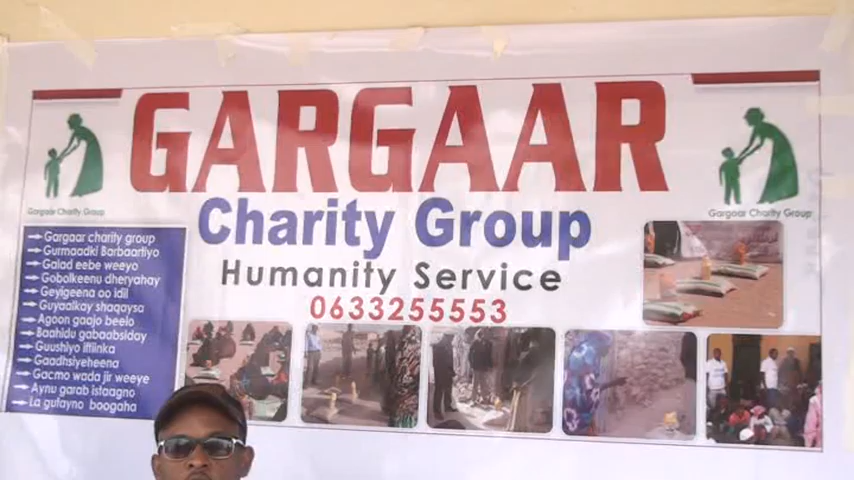 GARGAAR
Charity Group
Humanity Service
0633255553
Gargaar Charity Group
Gargaar Charity Group
Gargaar charity group
Gurmaadki Barbaartiyo
Galad eebe weeyo
Gobolkeenu dheryahay
Geyigeena oo idil
Guyaalkay shaqaysa
Agoon gaajo beelo
Baahidu gabaabsiday
Guushiyo iftiinka
Gaadhsiyeheena
Gacmo wada jir weeye
Aynu garab istaagno
La gutayno boogaha